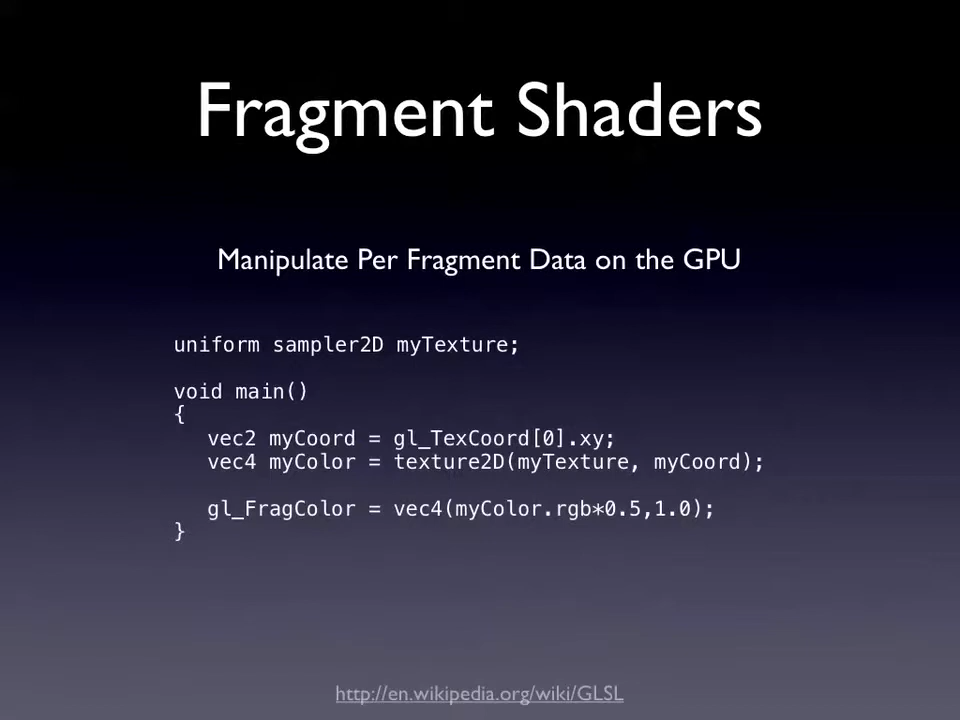 Fragment Shaders
Manipulate Per Fragment Data on the GPU
uniform sampler2D myTexture;
void main()
{
vec2 myCoord = gl_TexCoord[0].xy;
vec4 myColor = texture2D(myTexture, myCoord);
gl_FragColor = vec4(myColor.rgb*0.5,1.0);
}
http://en.wikipedia.org/wiki/GLSL